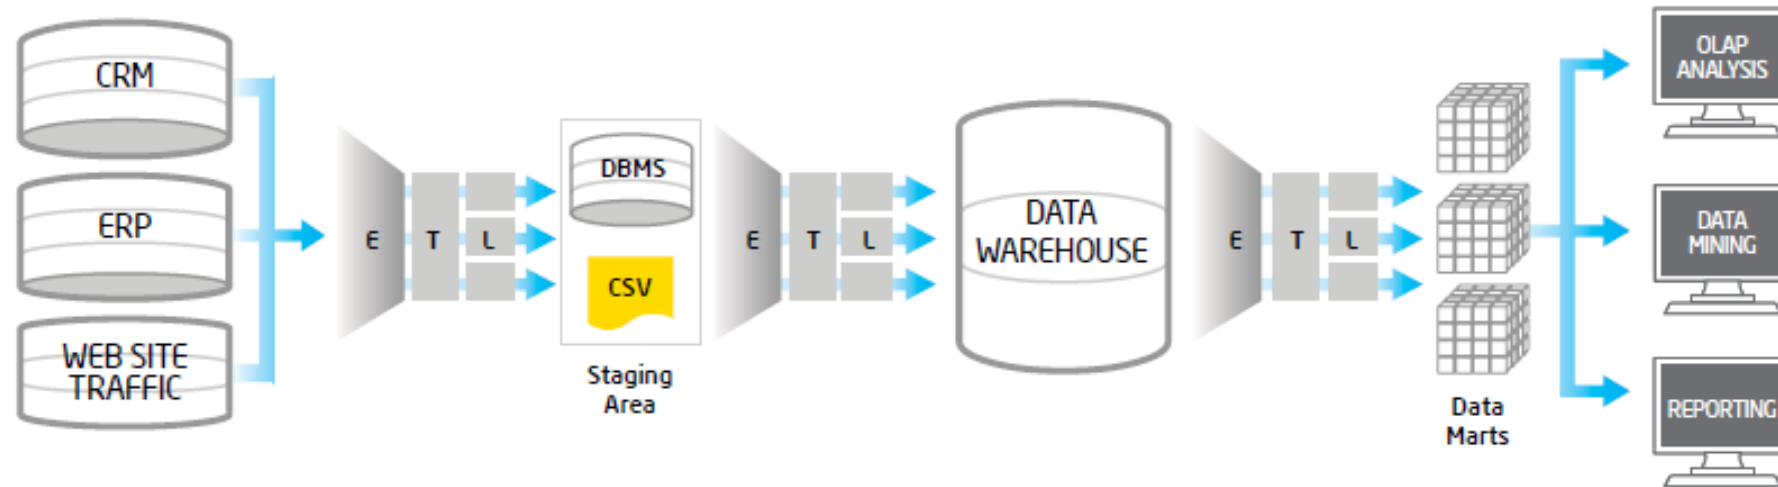 CRM
ERP
WEB SITE
TRAFFIC
E T L
DBMS
CSV
Staging
Area
E T L
DATA
WAREHOUSE
E T L
Data
Marts
OLAP
ANALYSIS
DATA
MINING
REPORTING